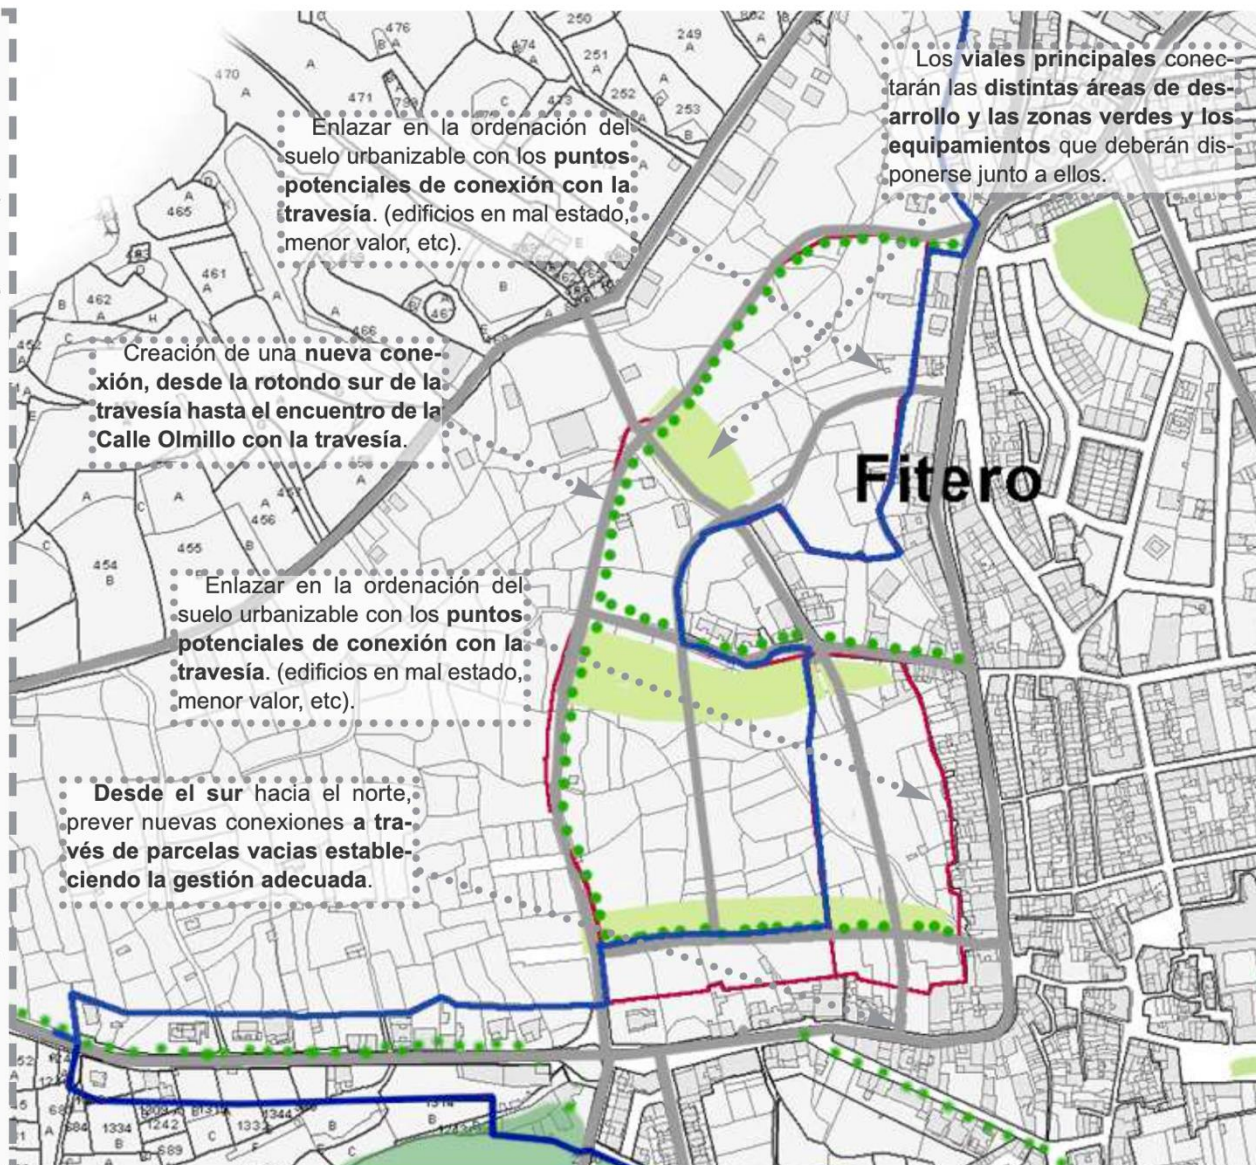 Los viales principales conec-
tarán las distintas áreas de des-
arrollo y las zonas verdes y los
equipamientos que deberán dis-
ponerse junto a ellos.
Enlazar en la ordenación del
suelo urbanizable con los puntos
potenciales de conexión con la
travesía. (edificios en mal estado,
menor valor, etc).
Creación de una nueva cone-
xión, desde la rotondo sur de la
travesía hasta el encuentro de la
Calle Olmillo con la travesía.
Fitero
Enlazar en la ordenación del
suelo urbanizable con los puntos
potenciales de conexión con la
travesía. (edificios en mal estado,
menor valor, etc).
Desde el sur hacia el norte,
prever nuevas conexiones a tra-
vés de parcelas vacias estable-
ciendo la gestión adecuada.
476
B A
474
A
250
251
A
249
A
252
253
B
470
A
471
A
473
C
465
A
461
A
462
A
B
H
C
466
A
B
A
A
C
456
A
455
B
454
B
C
1334
B
1242
1344
B
C
A
689